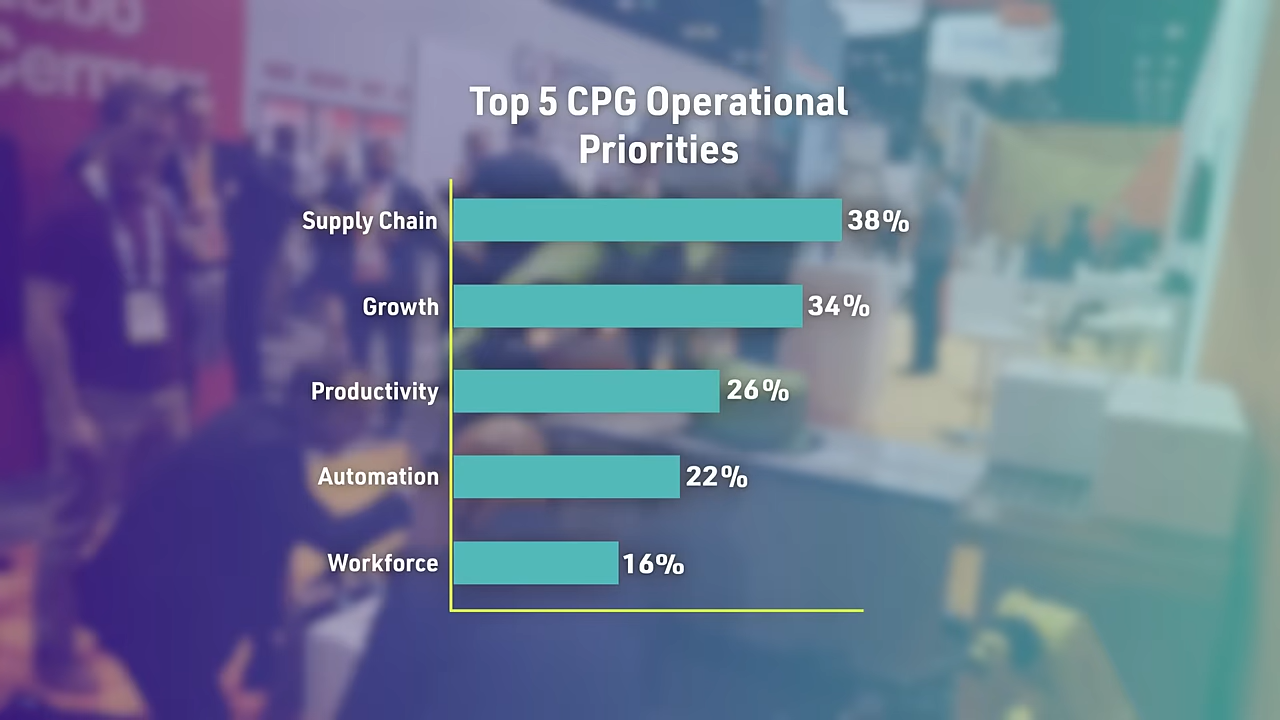 Top 5 CPG Operational
Priorities
Supply Chain 38%
Growth 34%
Productivity 26%
Automation 22%
Workforce 16%